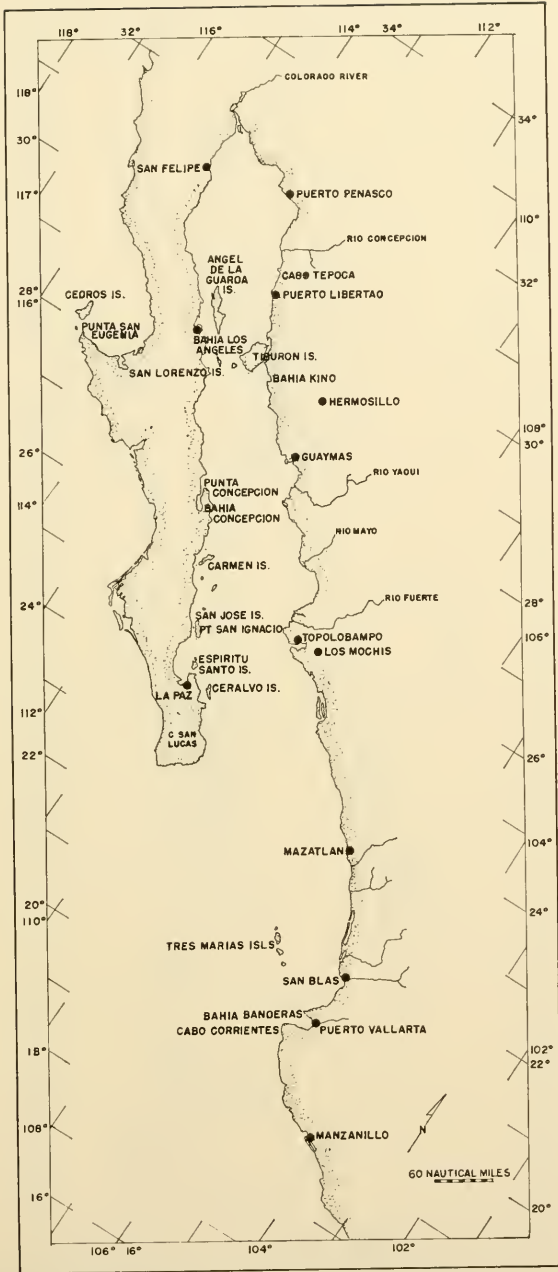 118° 32° 116° 114° 34° 112°
COLORADO RIVER
118°
34°
30°
SAN FELIPE
117°
PUERTO PENASCO
110°
RIO CONCEPCION
ANGEL
DE LA
GUARDA
IS.
CABO TEPOCA
32°
28°
116°
PUERTO LIBERTAD
CEDROS IS.
PUNTA SAN
EUGENIA
BAHIA LOS
ANGELES
TIBURON IS.
SAN LORENZO IS.
BAHIA KINO
HERMOSILLO
108°
30°
26°
GUAYMAS
RIO YAQUI
PUNTA
CONCEPCION
114°
BAHIA
CONCEPCION
RIO MAYO
CARMEN IS.
RIO FUERTE
24°
28°
SAN JOSE IS.
PT SAN IGNACIO
106°
TOPOLOBAMPO
LOS MOCHIS
ESPIRITU
SANTO IS.
LA PAZ
CERALVO IS.
112°
C SAN
LUCAS
22°
26°
MAZATLAN
104°
20°
110°
24°
TRES MARIAS ISLS
SAN BLAS
BAHIA BANDERAS
CABO CORRIENTES
PUERTO VALLARTA
18°
102°
22°
108°
MANZANILLO
N
60 NAUTICAL MILES
16°
20°
106° 16° 104° 102°